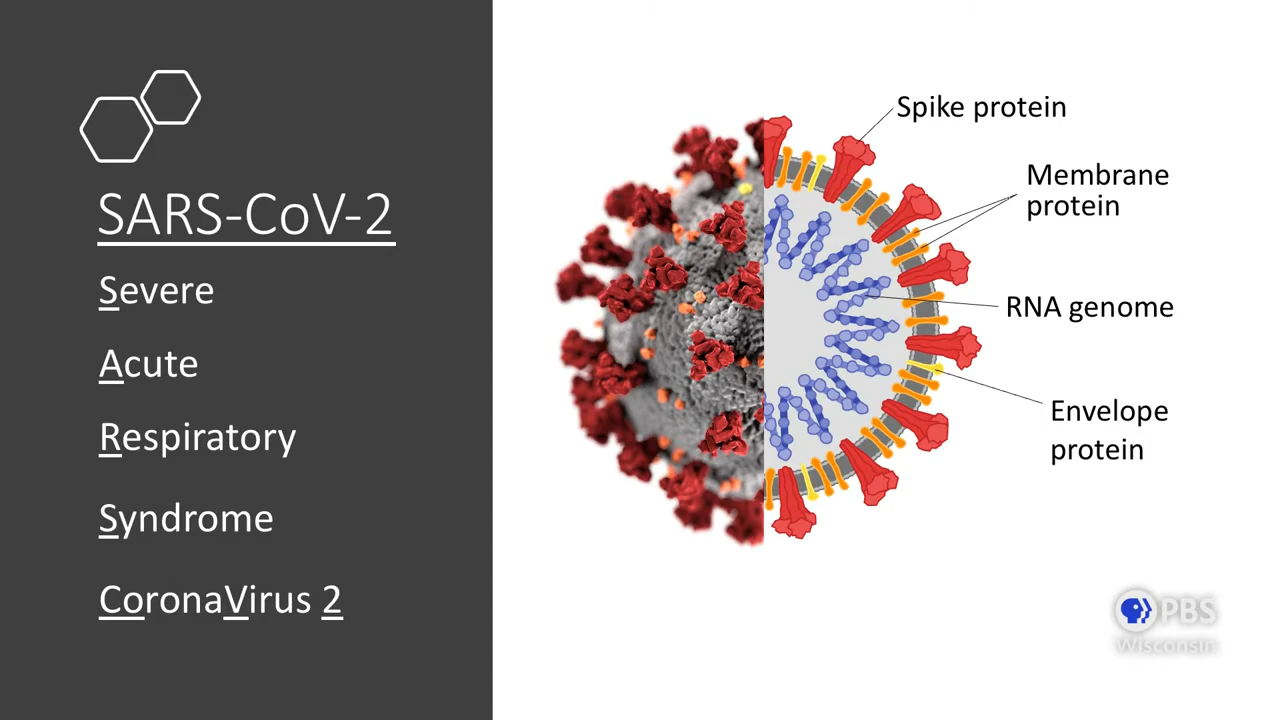 SARS-CoV-2
Severe
Acute
Respiratory
Syndrome
CoronaVirus 2
Spike protein
Membrane
protein
RNA genome
Envelope
protein
PBS
Wisconsin